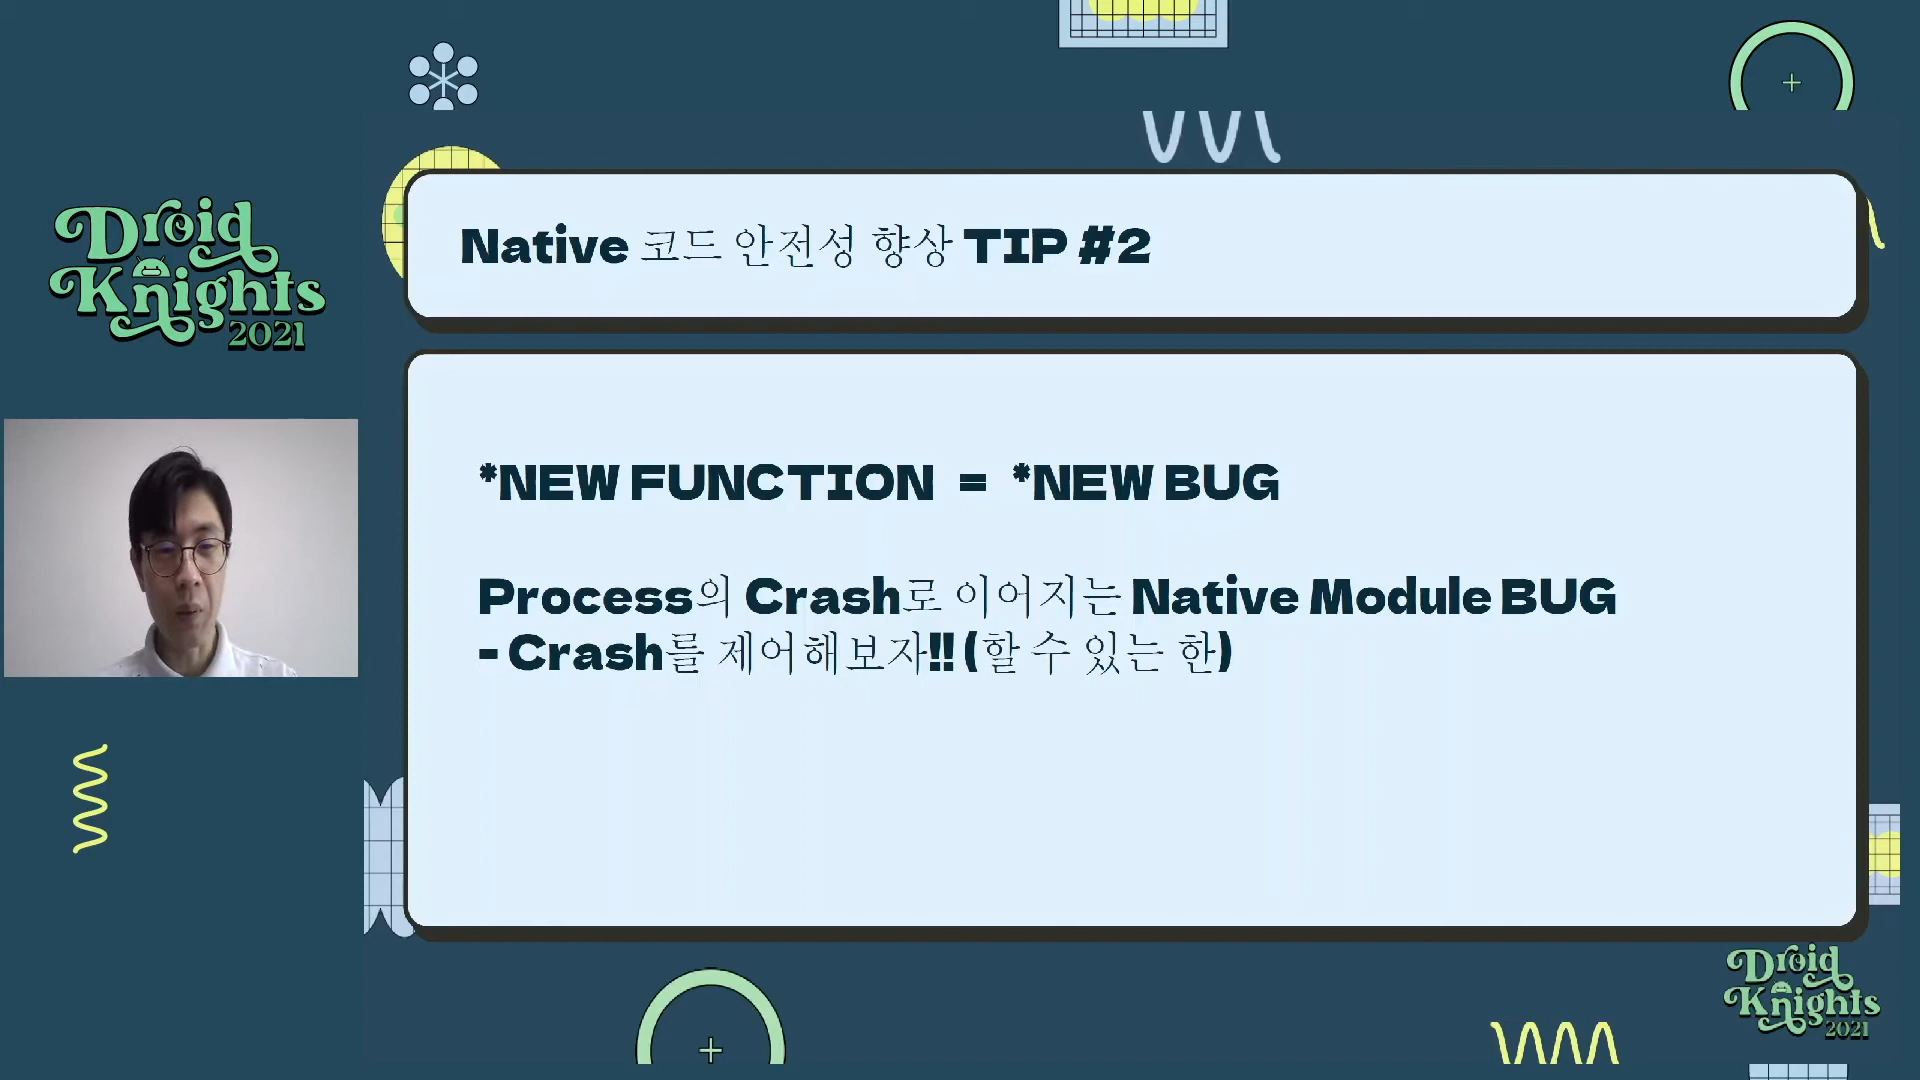 Droid
Knights
2021
Native 코드 안전성 향상 TIP #2
*NEW FUNCTION = *NEW BUG
Process의 Crash로 이어지는 Native Module BUG
- Crash를 제어해보자!! (할 수 있는 한)
Droid
Knights
2021